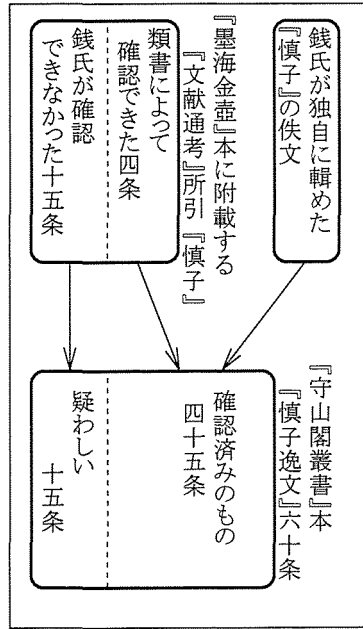 銭氏が独自に輯めた
『慎子』の佚文
『墨海金壺』本に附載する
『文献通考』所引『慎子』
類書によって
確認できた四条
銭氏が確認
できなかった十五条
『守山閣叢書』本
『慎子逸文』六十条
確認済みのもの
四十五条
疑わしい
十五条